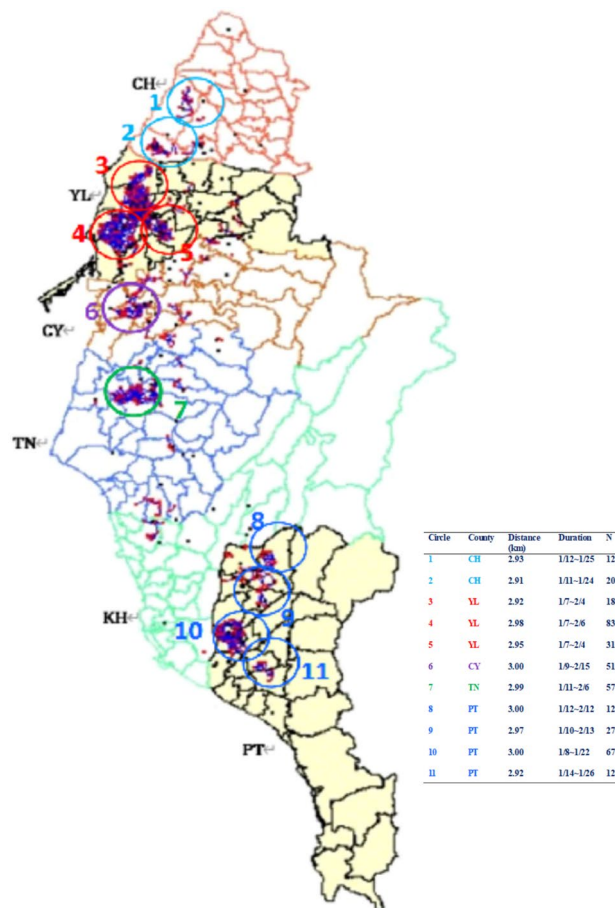 CH↵
1
2
3
YL↵
4
5
6
CY↵
7
TN↵
8
KH↵
9
10
11
PT↵
Circle County Distance (km) Duration N
1 CH 2.93 1/12~1/25 12
2 CH 2.91 1/11~1/24 20
3 YL 2.92 1/7~2/4 18
4 YL 2.98 1/7~2/6 83
5 YL 2.95 1/7~2/4 31
6 CY 3.00 1/9~2/15 51
7 TN 2.99 1/11~2/6 57
8 PT 3.00 1/12~2/12 12
9 PT 2.97 1/10~2/13 27
10 PT 3.00 1/8~1/22 67
11 PT 2.92 1/14~1/26 12